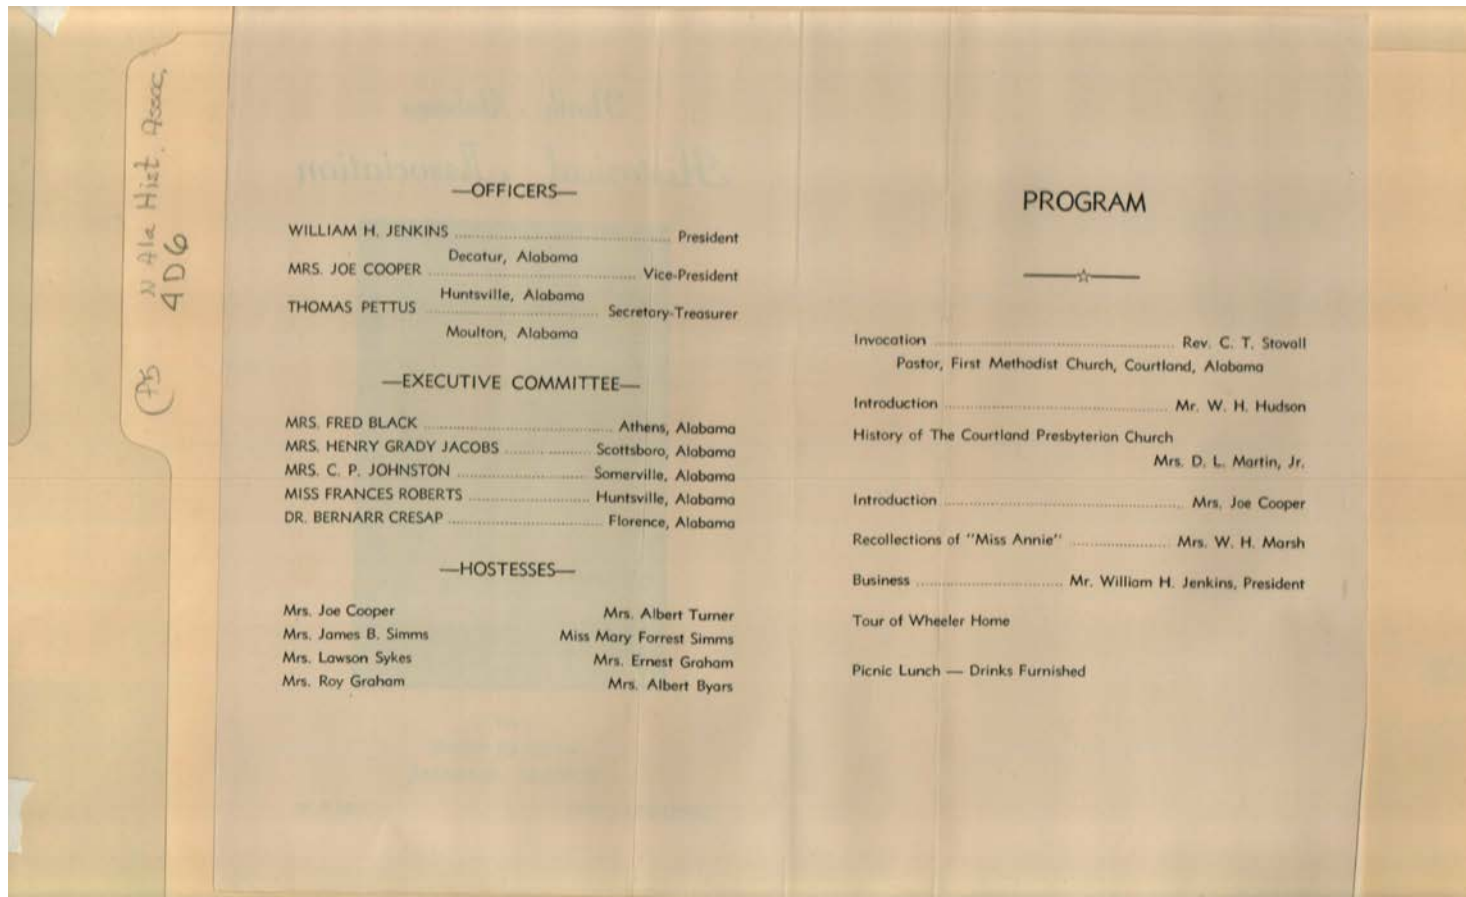 N Ala Hist. Assoc.
4D6
—OFFICERS—
WILLIAM H. JENKINS ........ President
Decatur, Alabama
MRS. JOE COOPER ........ Vice-President
Huntsville, Alabama
THOMAS PETTUS ........ Secretary-Treasurer
Moulton, Alabama
—EXECUTIVE COMMITTEE—
MRS. FRED BLACK ........ Athens, Alabama
MRS. HENRY GRADY JACOBS ........ Scottsboro, Alabama
MRS. C. P. JOHNSTON ........ Somerville, Alabama
MISS FRANCES ROBERTS ........ Huntsville, Alabama
DR. BERNARR CRESAP ........ Florence, Alabama
—HOSTESSES—
Mrs. Joe Cooper Mrs. Albert Turner
Mrs. James B. Simms Miss Mary Forrest Simms
Mrs. Lawson Sykes Mrs. Ernest Graham
Mrs. Roy Graham Mrs. Albert Byars
PROGRAM
Invocation ........ Rev. C. T. Stovall
Pastor, First Methodist Church, Courtland, Alabama
Introduction ........ Mr. W. H. Hudson
History of The Courtland Presbyterian Church
Mrs. D. L. Martin, Jr.
Introduction ........ Mrs, Joe Cooper
Recollections of "Miss Annie" ........ Mrs. W. H. Marsh
Business ........ Mr. William H. Jenkins, President
Tour of Wheeler Home
Picnic Lunch — Drinks Furnished